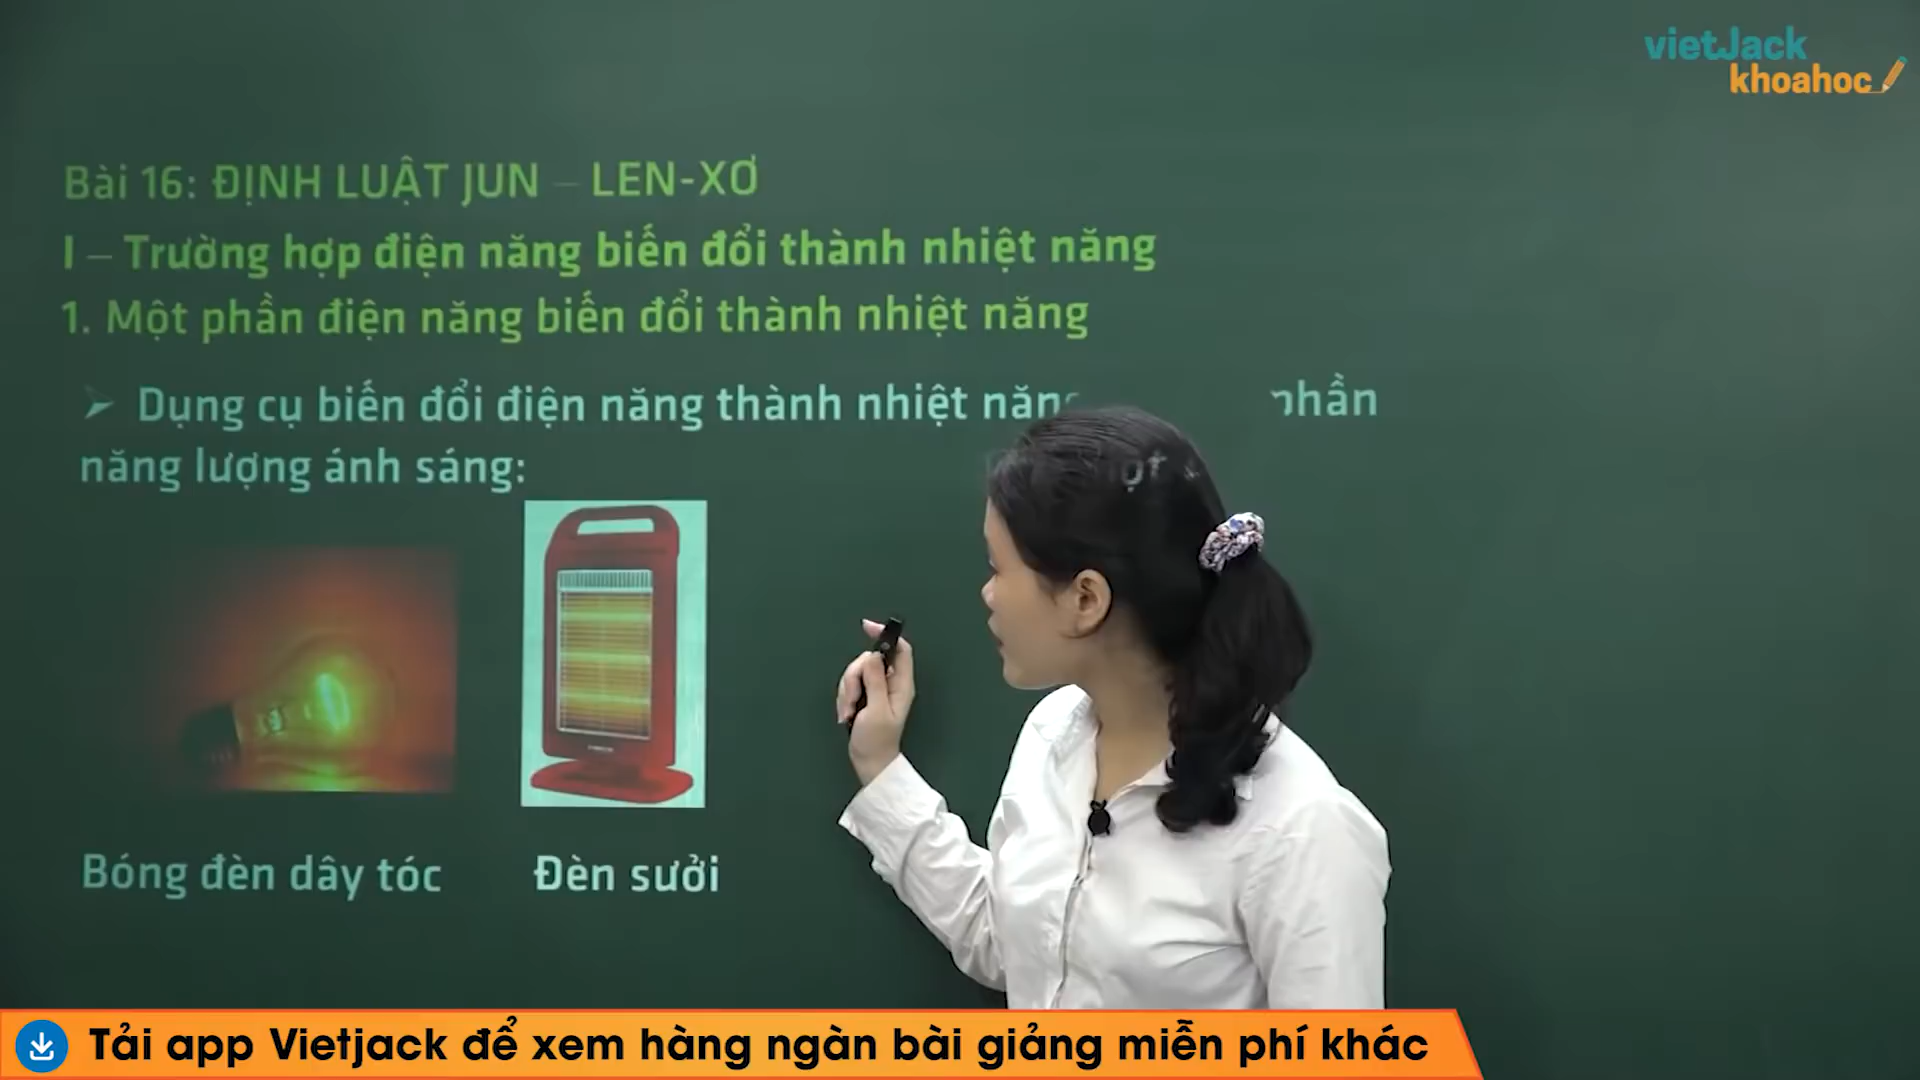 vietJack
khoahoc
Bài 16: ĐỊNH LUẬT JUN – LEN-XƠ
I – Trường hợp điện năng biến đổi thành nhiệt năng
1. Một phần điện năng biến đổi thành nhiệt năng
➢ Dụng cụ biến đổi điện năng thành nhiệt năng phần
năng lượng ánh sáng:
Bóng đèn dây tóc
Đèn sưởi
Tải app Vietjack để xem hàng ngàn bài giảng miễn phí khác